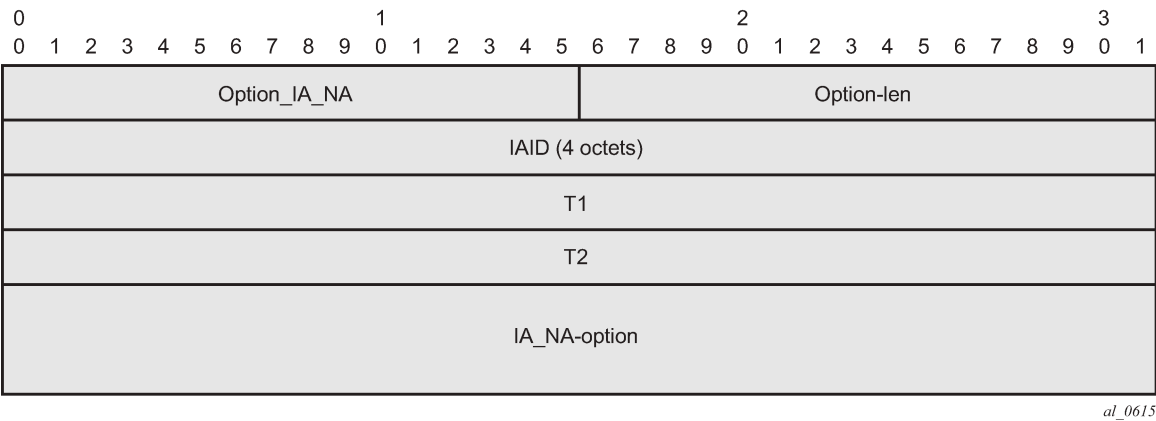 0 1 2 3
0 1 2 3 4 5 6 7 8 9 0 1 2 3 4 5 6 7 8 9 0 1 2 3 4 5 6 7 8 9 0 1
Option_IA_NA Option-len
IAID (4 octets)
T1
T2
IA_NA-option
al_0615